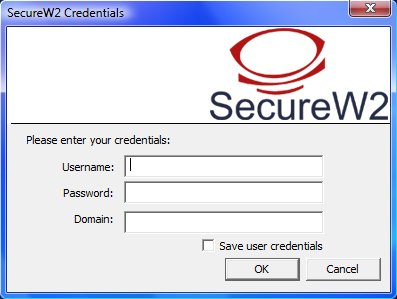 SecureW2 Credentials
SecureW2
Please enter your credentials:
Username:
Password:
Domain:
Save user credentials
OK
Cancel